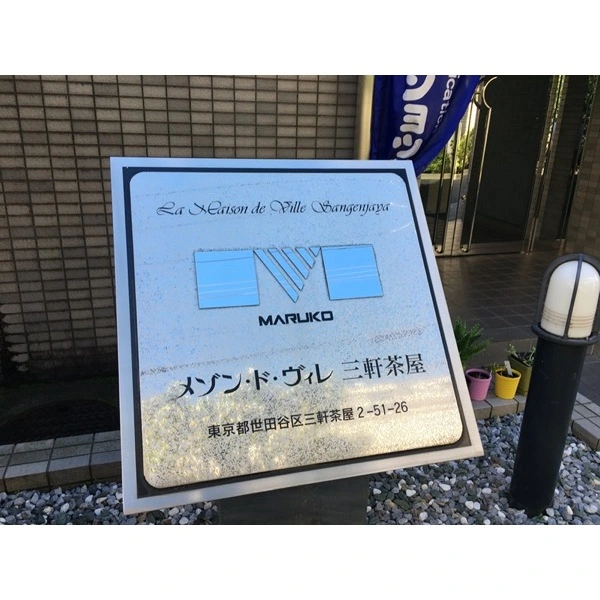 La Maison de Ville Sangenjaya
MARUKO
メゾン・ド・ヴィレ 三軒茶屋
東京都世田谷区三軒茶屋2-51-26
ication